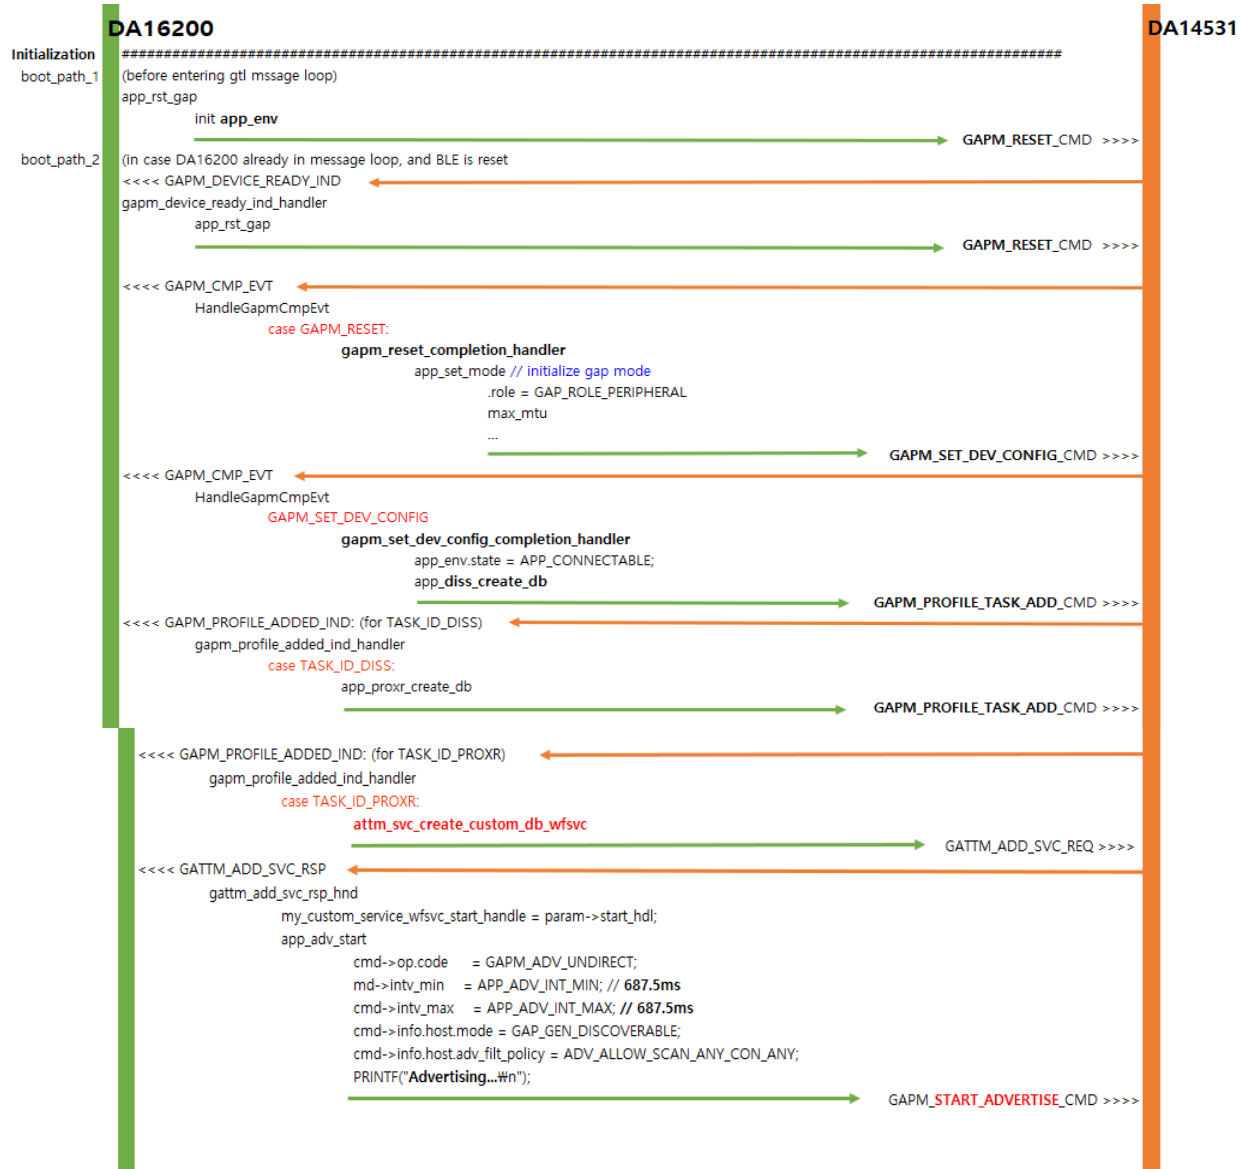 DA16200 DA14531
Initialization ##############################################################################################################
boot_path_1 (before entering gtl mssage loop)
app_rst_gap
init app_env
GAPM_RESET_CMD >>>>
boot_path_2 (in case DA16200 already in message loop, and BLE is reset
<<<< GAPM_DEVICE_READY_IND
gapm_device_ready_ind_handler
app_rst_gap
GAPM_RESET_CMD >>>>
<<<< GAPM_CMP_EVT
HandleGapmCmpEvt
case GAPM_RESET:
gapm_reset_completion_handler
app_set_mode // initialize gap mode
.role = GAP_ROLE_PERIPHERAL
max_mtu
...
GAPM_SET_DEV_CONFIG_CMD >>>>
<<<< GAPM_CMP_EVT
HandleGapmCmpEvt
GAPM_SET_DEV_CONFIG
gapm_set_dev_config_completion_handler
app_env.state = APP_CONNECTABLE;
app_diss_create_db
GAPM_PROFILE_TASK_ADD_CMD >>>>
<<<< GAPM_PROFILE_ADDED_IND: (for TASK_ID_DISS)
gapm_profile_added_ind_handler
case TASK_ID_DISS:
app_proxr_create_db
GAPM_PROFILE_TASK_ADD_CMD >>>>
<<<< GAPM_PROFILE_ADDED_IND: (for TASK_ID_PROXR)
gapm_profile_added_ind_handler
case TASK_ID_PROXR:
attm_svc_create_custom_db_wfsvc
GATTM_ADD_SVC_REQ >>>>
<<<< GATTM_ADD_SVC_RSP
gattm_add_svc_rsp_hnd
my_custom_service_wfsvc_start_handle = param->start_hdl;
app_adv_start
cmd->op.code = GAPM_ADV_UNDIRECT;
md->intv_min = APP_ADV_INT_MIN; // 687.5ms
cmd->intv_max = APP_ADV_INT_MAX; // 687.5ms
cmd->info.host.mode = GAP_GEN_DISCOVERABLE;
cmd->info.host.adv_filt_policy = ADV_ALLOW_SCAN_ANY_CON_ANY;
PRINTF("Advertising...₩n");
GAPM_START_ADVERTISE_CMD >>>>